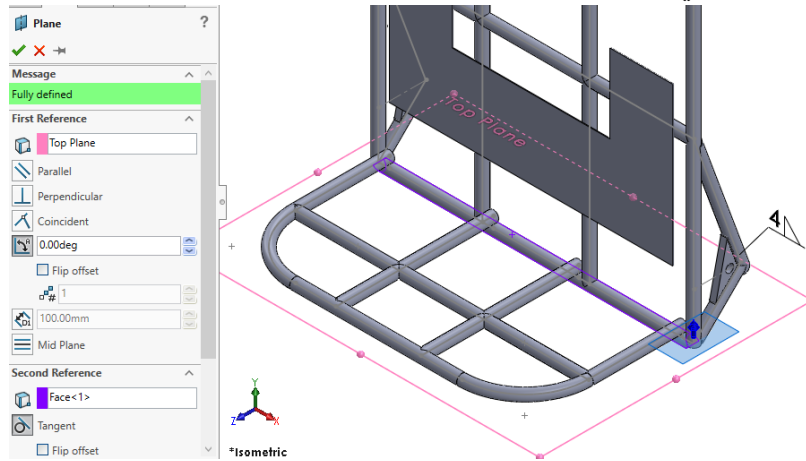 Plane
?
Message
Fully defined
First Reference
Top Plane
Parallel
Perpendicular
Coincident
0.00deg
Flip offset
# 1
D1 100.00mm
Mid Plane
Second Reference
Face<1>
Tangent
Flip offset
Top Plane
4
Y
Z
X
*Isometric